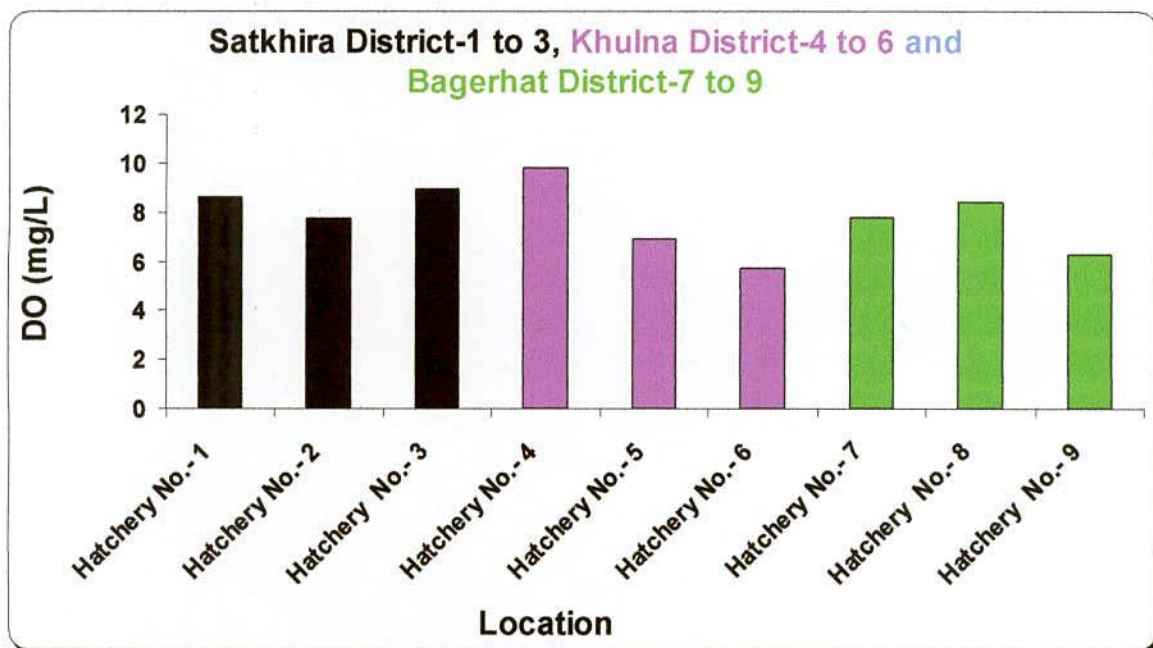 Satkhira District-1 to 3, Khulna District-4 to 6 and
Bagerhat District-7 to 9
12
10
8
6
4
2
0
DO (mg/L)
Hatchery No.- 1
Hatchery No.- 2
Hatchery No.- 3
Hatchery No.- 4
Hatchery No.- 5
Hatchery No.- 6
Hatchery No.- 7
Hatchery No.- 8
Hatchery No.- 9
Location